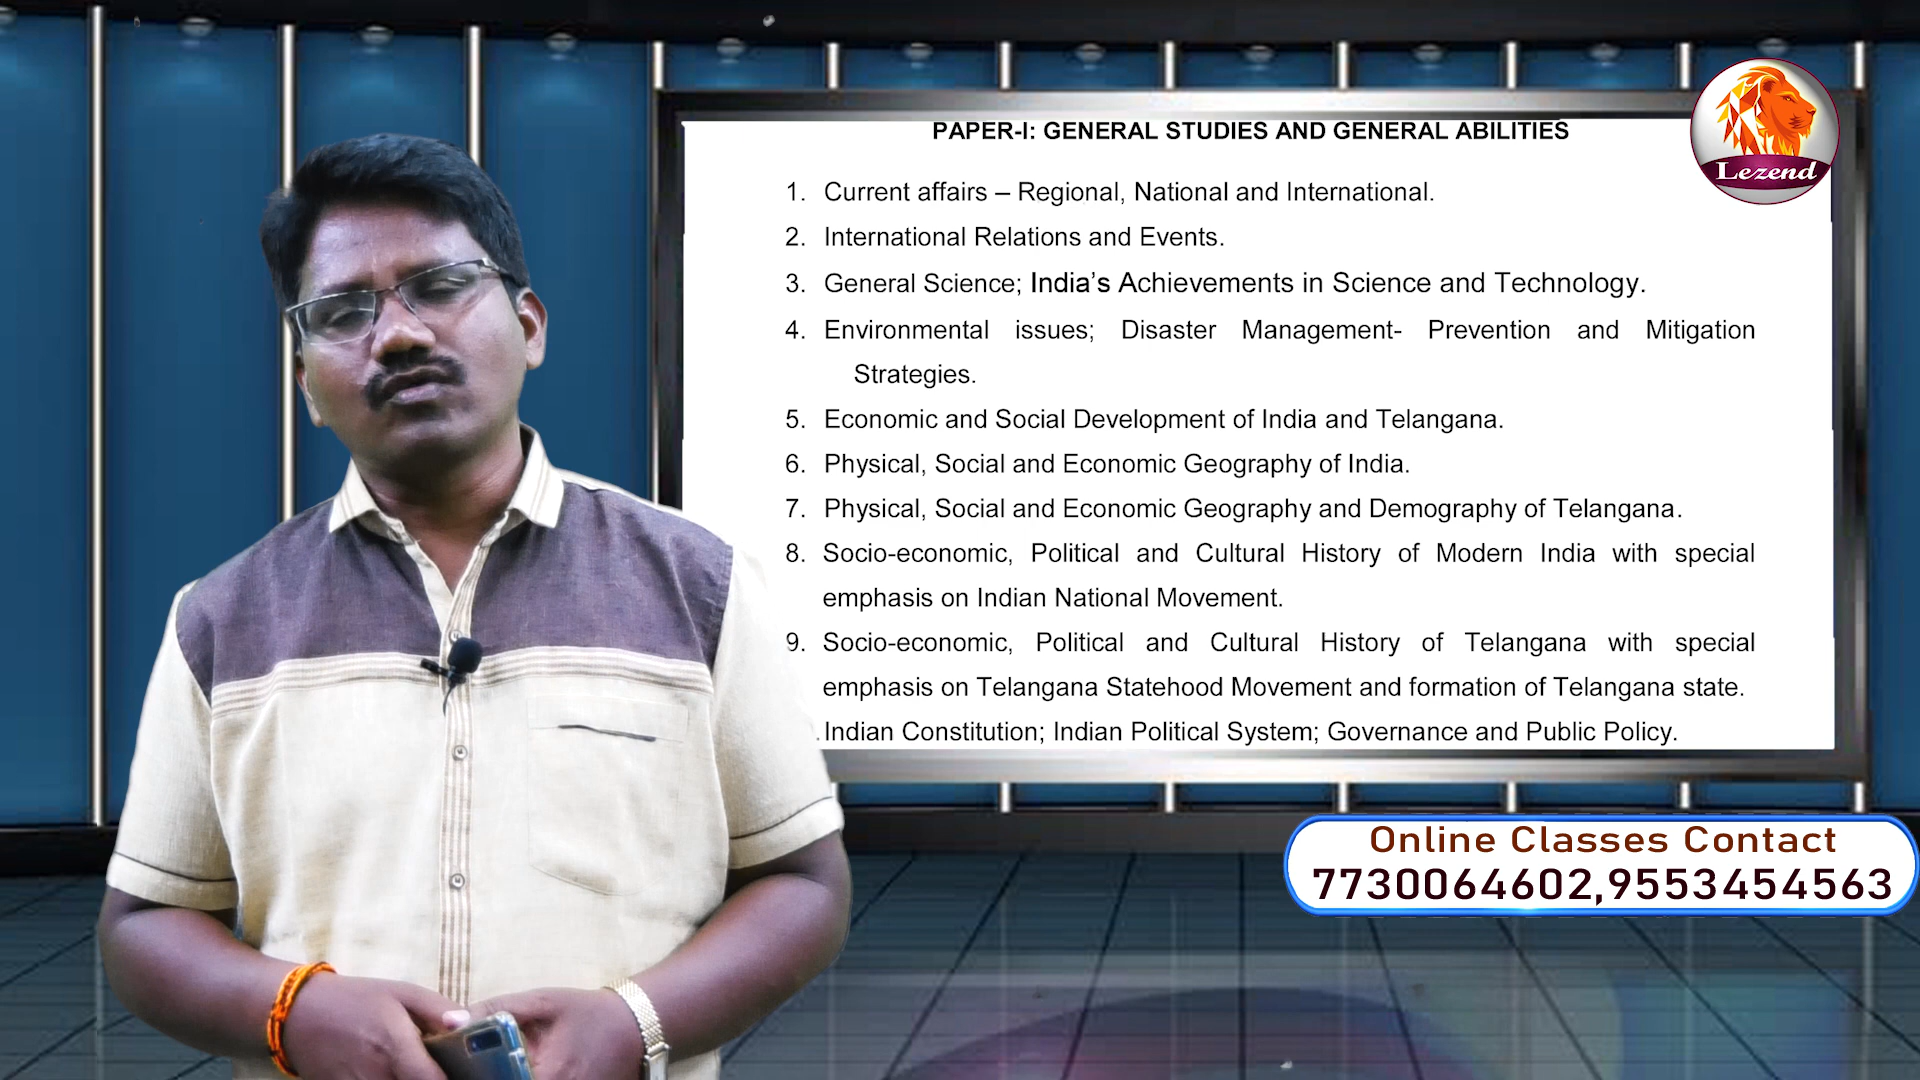 PAPER-I: GENERAL STUDIES AND GENERAL ABILITIES
1. Current affairs – Regional, National and International.
2. International Relations and Events.
3. General Science; India’s Achievements in Science and Technology.
4. Environmental issues; Disaster Management- Prevention and Mitigation
Strategies.
5. Economic and Social Development of India and Telangana.
6. Physical, Social and Economic Geography of India.
7. Physical, Social and Economic Geography and Demography of Telangana.
8. Socio-economic, Political and Cultural History of Modern India with special
emphasis on Indian National Movement.
9. Socio-economic, Political and Cultural History of Telangana with special
emphasis on Telangana Statehood Movement and formation of Telangana state.
. Indian Constitution; Indian Political System; Governance and Public Policy.
Lezend
Online Classes Contact
7730064602,9553454563